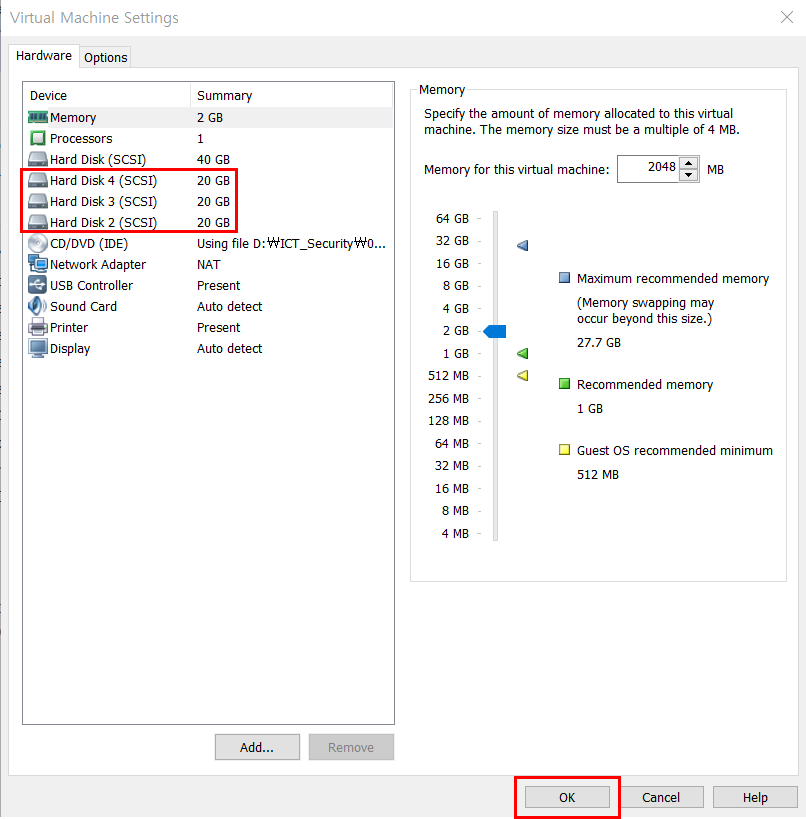 Virtual Machine Settings
Hardware Options
Device Summary
Memory 2 GB
Processors 1
Hard Disk (SCSI) 40 GB
Hard Disk 4 (SCSI) 20 GB
Hard Disk 3 (SCSI) 20 GB
Hard Disk 2 (SCSI) 20 GB
CD/DVD (IDE) Using file D:₩ICT_Security₩0...
Network Adapter NAT
USB Controller Present
Sound Card Auto detect
Printer Present
Display Auto detect
Add... Remove
Memory
Specify the amount of memory allocated to this virtual
machine. The memory size must be a multiple of 4 MB.
Memory for this virtual machine: 2048 MB
64 GB
32 GB
16 GB
8 GB
4 GB
2 GB
1 GB
512 MB
256 MB
128 MB
64 MB
32 MB
16 MB
8 MB
4 MB
Maximum recommended memory
(Memory swapping may
occur beyond this size.)
27.7 GB
Recommended memory
1 GB
Guest OS recommended minimum
512 MB
OK Cancel Help